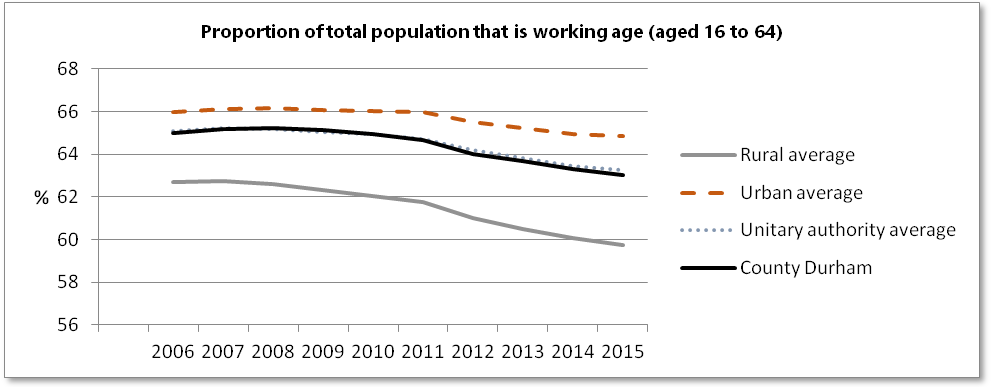 Proportion of total population that is working age (aged 16 to 64)
68
66
64
62
60
58
56
%
2006 2007 2008 2009 2010 2011 2012 2013 2014 2015
Rural average
Urban average
Unitary authority average
County Durham